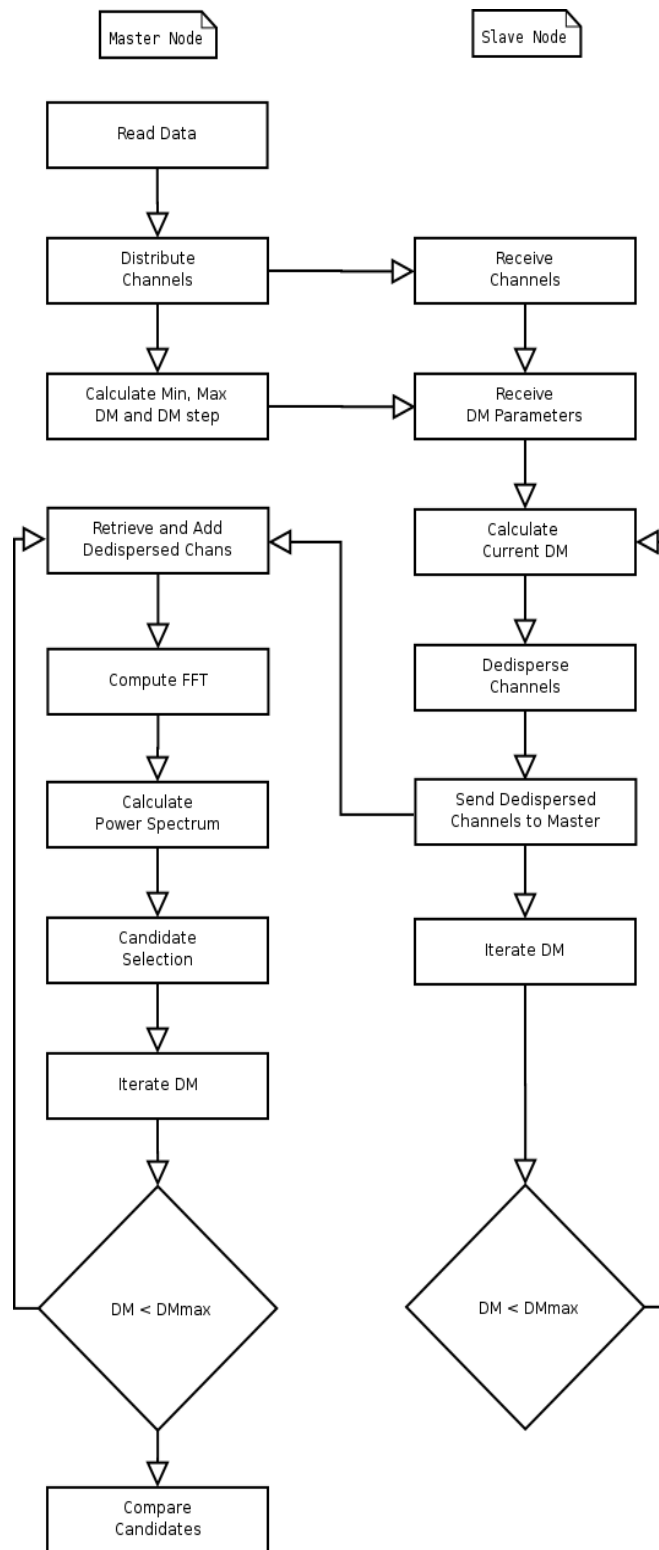 Master Node
Slave Node
Read Data
Distribute
Channels
Receive
Channels
Calculate Min, Max
DM and DM step
Receive
DM Parameters
Retrieve and Add
Dedispersed Chans
Calculate
Current DM
Compute FFT
Dedisperse
Channels
Calculate
Power Spectrum
Send Dedispersed
Channels to Master
Candidate
Selection
Iterate DM
Iterate DM
DM < DMmax
DM < DMmax
Compare
Candidates